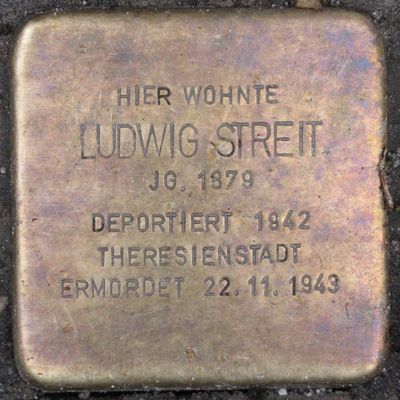 HIER WOHNTE
LUDWIG STREIT
JG. 1879
DEPORTIERT 1942
THERESIENSTADT
ERMORDET 22.11.1943